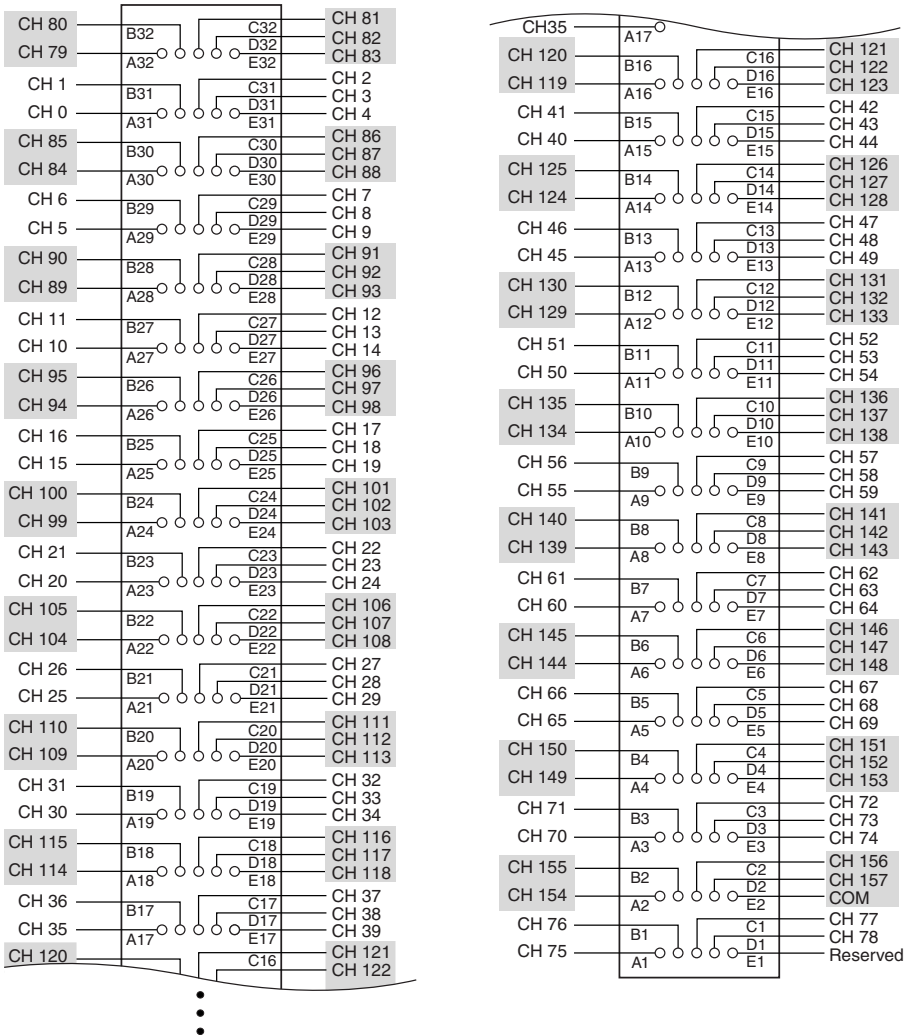 CH 80 B32 C32 CH 81
D32 CH 82
CH 79 A32 E32 CH 83
CH 1 B31 C31 CH 2
D31 CH 3
CH 0 A31 E31 CH 4
CH 85 B30 C30 CH 86
D30 CH 87
CH 84 A30 E30 CH 88
CH 6 B29 C29 CH 7
D29 CH 8
CH 5 A29 E29 CH 9
CH 90 B28 C28 CH 91
D28 CH 92
CH 89 A28 E28 CH 93
CH 11 B27 C27 CH 12
D27 CH 13
CH 10 A27 E27 CH 14
CH 95 B26 C26 CH 96
D26 CH 97
CH 94 A26 E26 CH 98
CH 16 B25 C25 CH 17
D25 CH 18
CH 15 A25 E25 CH 19
CH 100 B24 C24 CH 101
D24 CH 102
CH 99 A24 E24 CH 103
CH 21 B23 C23 CH 22
D23 CH 23
CH 20 A23 E23 CH 24
CH 105 B22 C22 CH 106
D22 CH 107
CH 104 A22 E22 CH 108
CH 26 B21 C21 CH 27
D21 CH 28
CH 25 A21 E21 CH 29
CH 110 B20 C20 CH 111
D20 CH 112
CH 109 A20 E20 CH 113
CH 31 B19 C19 CH 32
D19 CH 33
CH 30 A19 E19 CH 34
CH 115 B18 C18 CH 116
D18 CH 117
CH 114 A18 E18 CH 118
CH 36 B17 C17 CH 37
D17 CH 38
CH 35 A17 E17 CH 39
CH 120 C16 CH 121
CH 122
CH35 A17
CH 120 B16 C16 CH 121
D16 CH 122
CH 119 A16 E16 CH 123
CH 41 B15 C15 CH 42
D15 CH 43
CH 40 A15 E15 CH 44
CH 125 B14 C14 CH 126
D14 CH 127
CH 124 A14 E14 CH 128
CH 46 B13 C13 CH 47
D13 CH 48
CH 45 A13 E13 CH 49
CH 130 B12 C12 CH 131
D12 CH 132
CH 129 A12 E12 CH 133
CH 51 B11 C11 CH 52
D11 CH 53
CH 50 A11 E11 CH 54
CH 135 B10 C10 CH 136
D10 CH 137
CH 134 A10 E10 CH 138
CH 56 B9 C9 CH 57
D9 CH 58
CH 55 A9 E9 CH 59
CH 140 B8 C8 CH 141
D8 CH 142
CH 139 A8 E8 CH 143
CH 61 B7 C7 CH 62
D7 CH 63
CH 60 A7 E7 CH 64
CH 145 B6 C6 CH 146
D6 CH 147
CH 144 A6 E6 CH 148
CH 66 B5 C5 CH 67
D5 CH 68
CH 65 A5 E5 CH 69
CH 150 B4 C4 CH 151
D4 CH 152
CH 149 A4 E4 CH 153
CH 71 B3 C3 CH 72
D3 CH 73
CH 70 A3 E3 CH 74
CH 155 B2 C2 CH 156
D2 CH 157
CH 154 A2 E2 COM
CH 76 B1 C1 CH 77
D1 CH 78
CH 75 A1 E1 Reserved